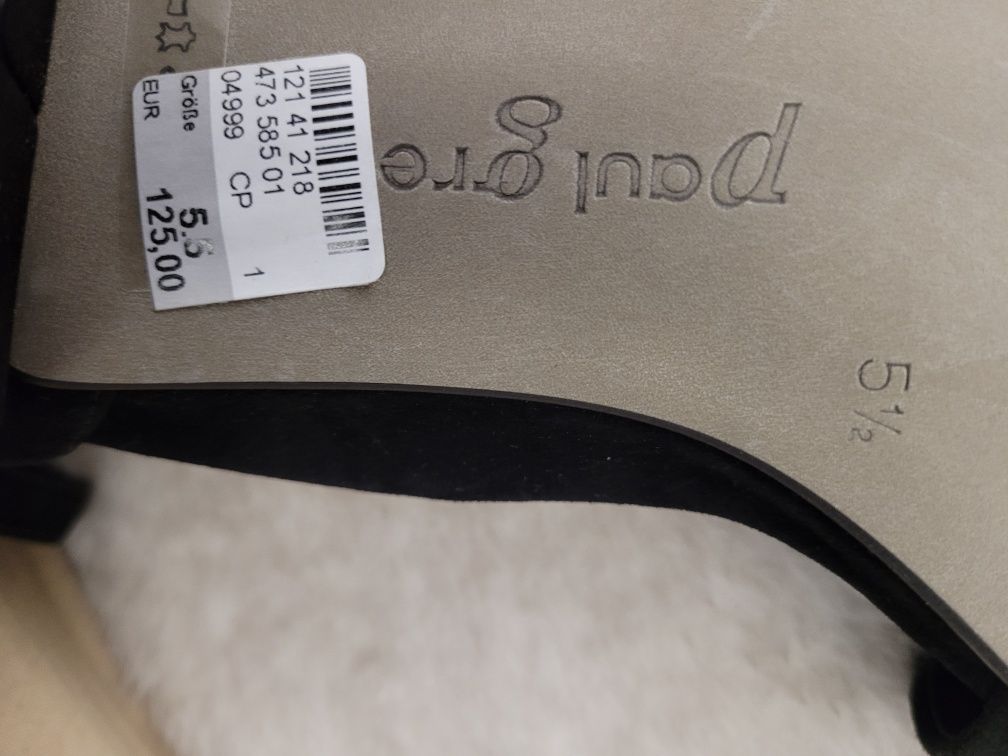 121 41 218
473 585 01
04999 CP 1
Größe 5.5
EUR 125,00
paul gre
5½